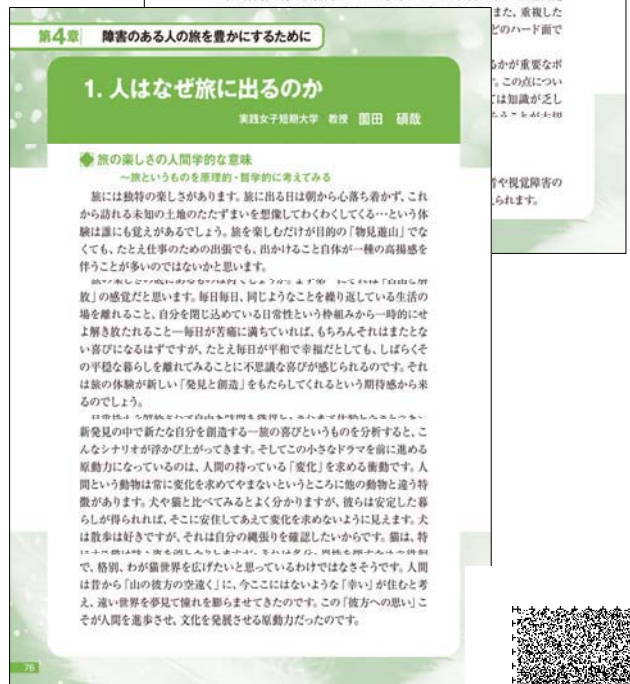 また、重複した
どのハード面で
るかが重要なポ
す。この点につい
ては知識が乏し
者や視覚障害の
られます。
第4章 障害のある人の旅を豊かにするために
1. 人はなぜ旅に出るのか
実践女子短期大学 教授 薗田 碩哉
◆ 旅の楽しさの人間学的な意味
～旅というものを原理的・哲学的に考えてみる
旅には独特の楽しさがあります。旅に出る日は朝から心落ち着かず、これ
から訪れる未知の土地のたたずまいを想像してわくわくしてくる…という体
験は誰にも覚えがあるでしょう。旅を楽しむだけが目的の「物見遊山」でな
くても、たとえ仕事のための出張でも、出かけること自体が一種の高揚感を
伴うことが多いのではないかと思います。
放」の感覚だと思います。毎日毎日、同じようなことを繰り返している生活の
場を離れること、自分を閉じ込めている日常性という枠組みから一時的にせ
よ解き放たれること―毎日が苦痛に満ちていれば、もちろんそれはまたとな
い喜びになるはずですが、たとえ毎日が平和で幸福だとしても、しばらくそ
の平穏な暮らしを離れてみることに不思議な喜びが感じられるのです。それ
は旅の体験が新しい「発見と創造」をもたらしてくれるという期待感から来
るのでしょう。
新発見の中で新たな自分を創造する―旅の喜びというものを分析すると、こ
んなシナリオが浮かび上がってきます。そしてこの小さなドラマを前に進める
原動力になっているのは、人間の持っている「変化」を求める衝動です。人
間という動物は常に変化を求めてやまないというところに他の動物と違う特
徴があります。犬や猫と比べてみるとよく分かりますが、彼らは安定した暮
らしが得られれば、そこに安住してあえて変化を求めないように見えます。犬
は散歩は好きですが、それは自分の縄張りを確認したいからです。猫は、特
で、格別、わが猫世界を広げたいと思っているわけではなさそうです。人間
は昔から「山の彼方の空遠く」に、今ここにはないような「幸い」が住むと考
え、遠い世界を夢見て憧れを膨らませてきたのです。この「彼方への思い」こ
そが人間を進歩させ、文化を発展させる原動力だったのです。
76